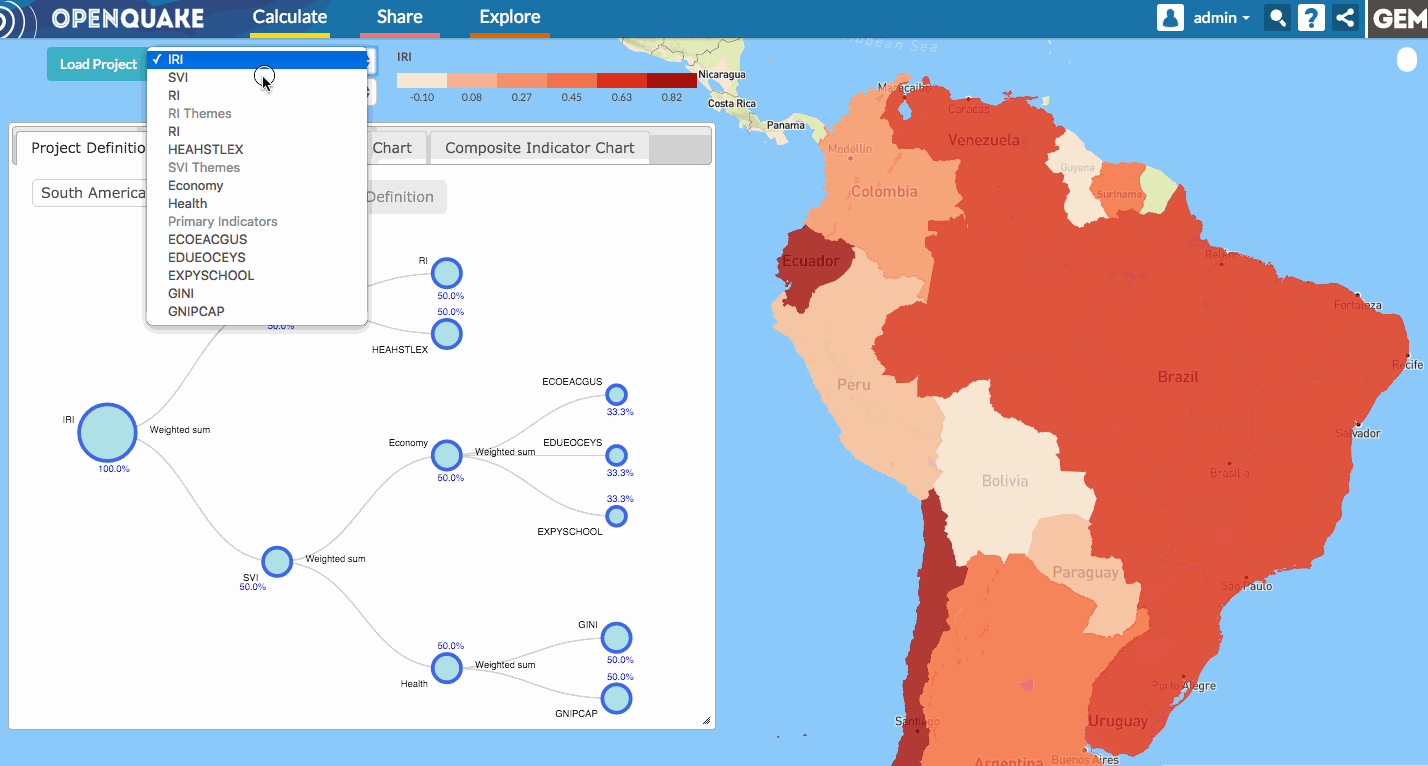 OPENQUAKE
Calculate
Share
Explore
admin
?
GEM
Load Project
✓ IRI
SVI
RI
RI Themes
RI
HEAHSTLEX
SVI Themes
Economy
Health
Primary Indicators
ECOEACGUS
EDUEOCEYS
EXPYSCHOOL
GINI
GNIPCAP
IRI
-0.10
0.08
0.27
0.45
0.63
0.82
Project Definitio
Chart
Composite Indicator Chart
South America
Definition
RI
50.0%
50.0%
HEAHSTLEX
50.0%
IRI
Weighted sum
100.0%
ECOEACGUS
33.3%
Economy
Weighted sum
50.0%
EDUEOCEYS
33.3%
33.3%
EXPYSCHOOL
SVI
50.0%
Weighted sum
50.0%
Health
Weighted sum
GINI
50.0%
50.0%
GNIPCAP
Caribbean Sea
Nicaragua
Costa Rica
Panama
Maracaibo
Caracas
Venezuela
Medellín
Colombia
Guyana
Suriname
Ecuador
Belém
Fortaleza
Recife
Peru
Brazil
Salvador
Brasília
Bolivia
Paraguay
São Paulo
Porto Alegre
Santiago
Uruguay
Buenos Aires
Argentina